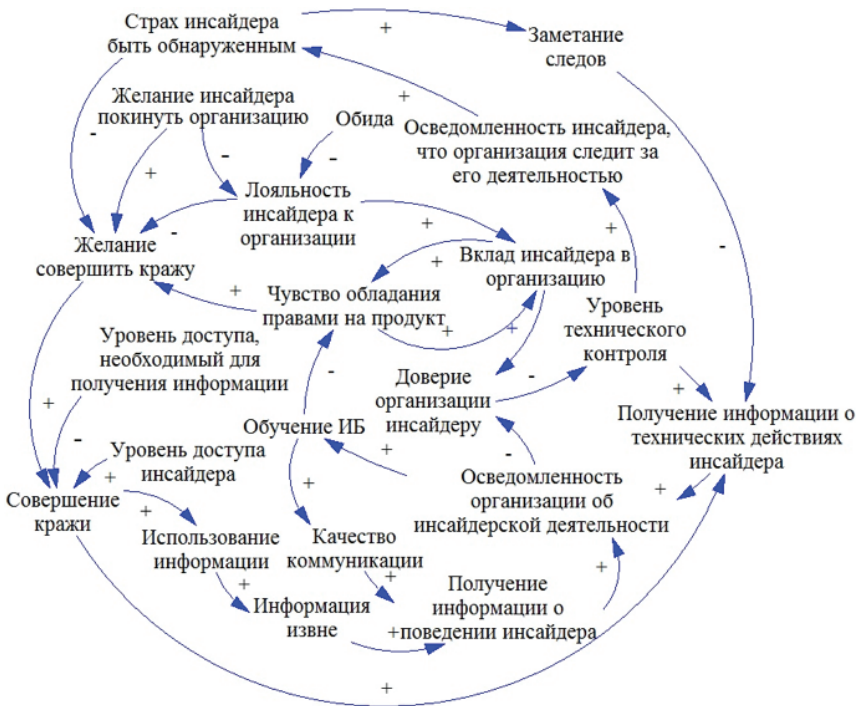 Страх инсайдера
быть обнаруженным
+
Заметание
следов
Желание инсайдера
покинуть организацию
Обида
+
Осведомленность инсайдера,
что организация следит за
его деятельностью
-
+
-
-
Лояльность
инсайдера к
организации
-
+
+
-
Желание
совершить кражу
Вклад инсайдера в
организацию
+
Чувство обладания
правами на продукт
+
+
+
Уровень
технического
контроля
Уровень доступа,
необходимый для
получения информации
-
Доверие
организации
инсайдеру
-
+
+
Обучение ИБ
Получение информации о
технических действиях
инсайдера
-
Уровень доступа
инсайдера
+
-
Осведомленность
организации об
инсайдерской деятельности
+
Совершение
кражи
+
+
+
Использование
информации
Качество
коммуникации
+
+
Получение
информации о
+поведении инсайдера
+
Информация
извне
+